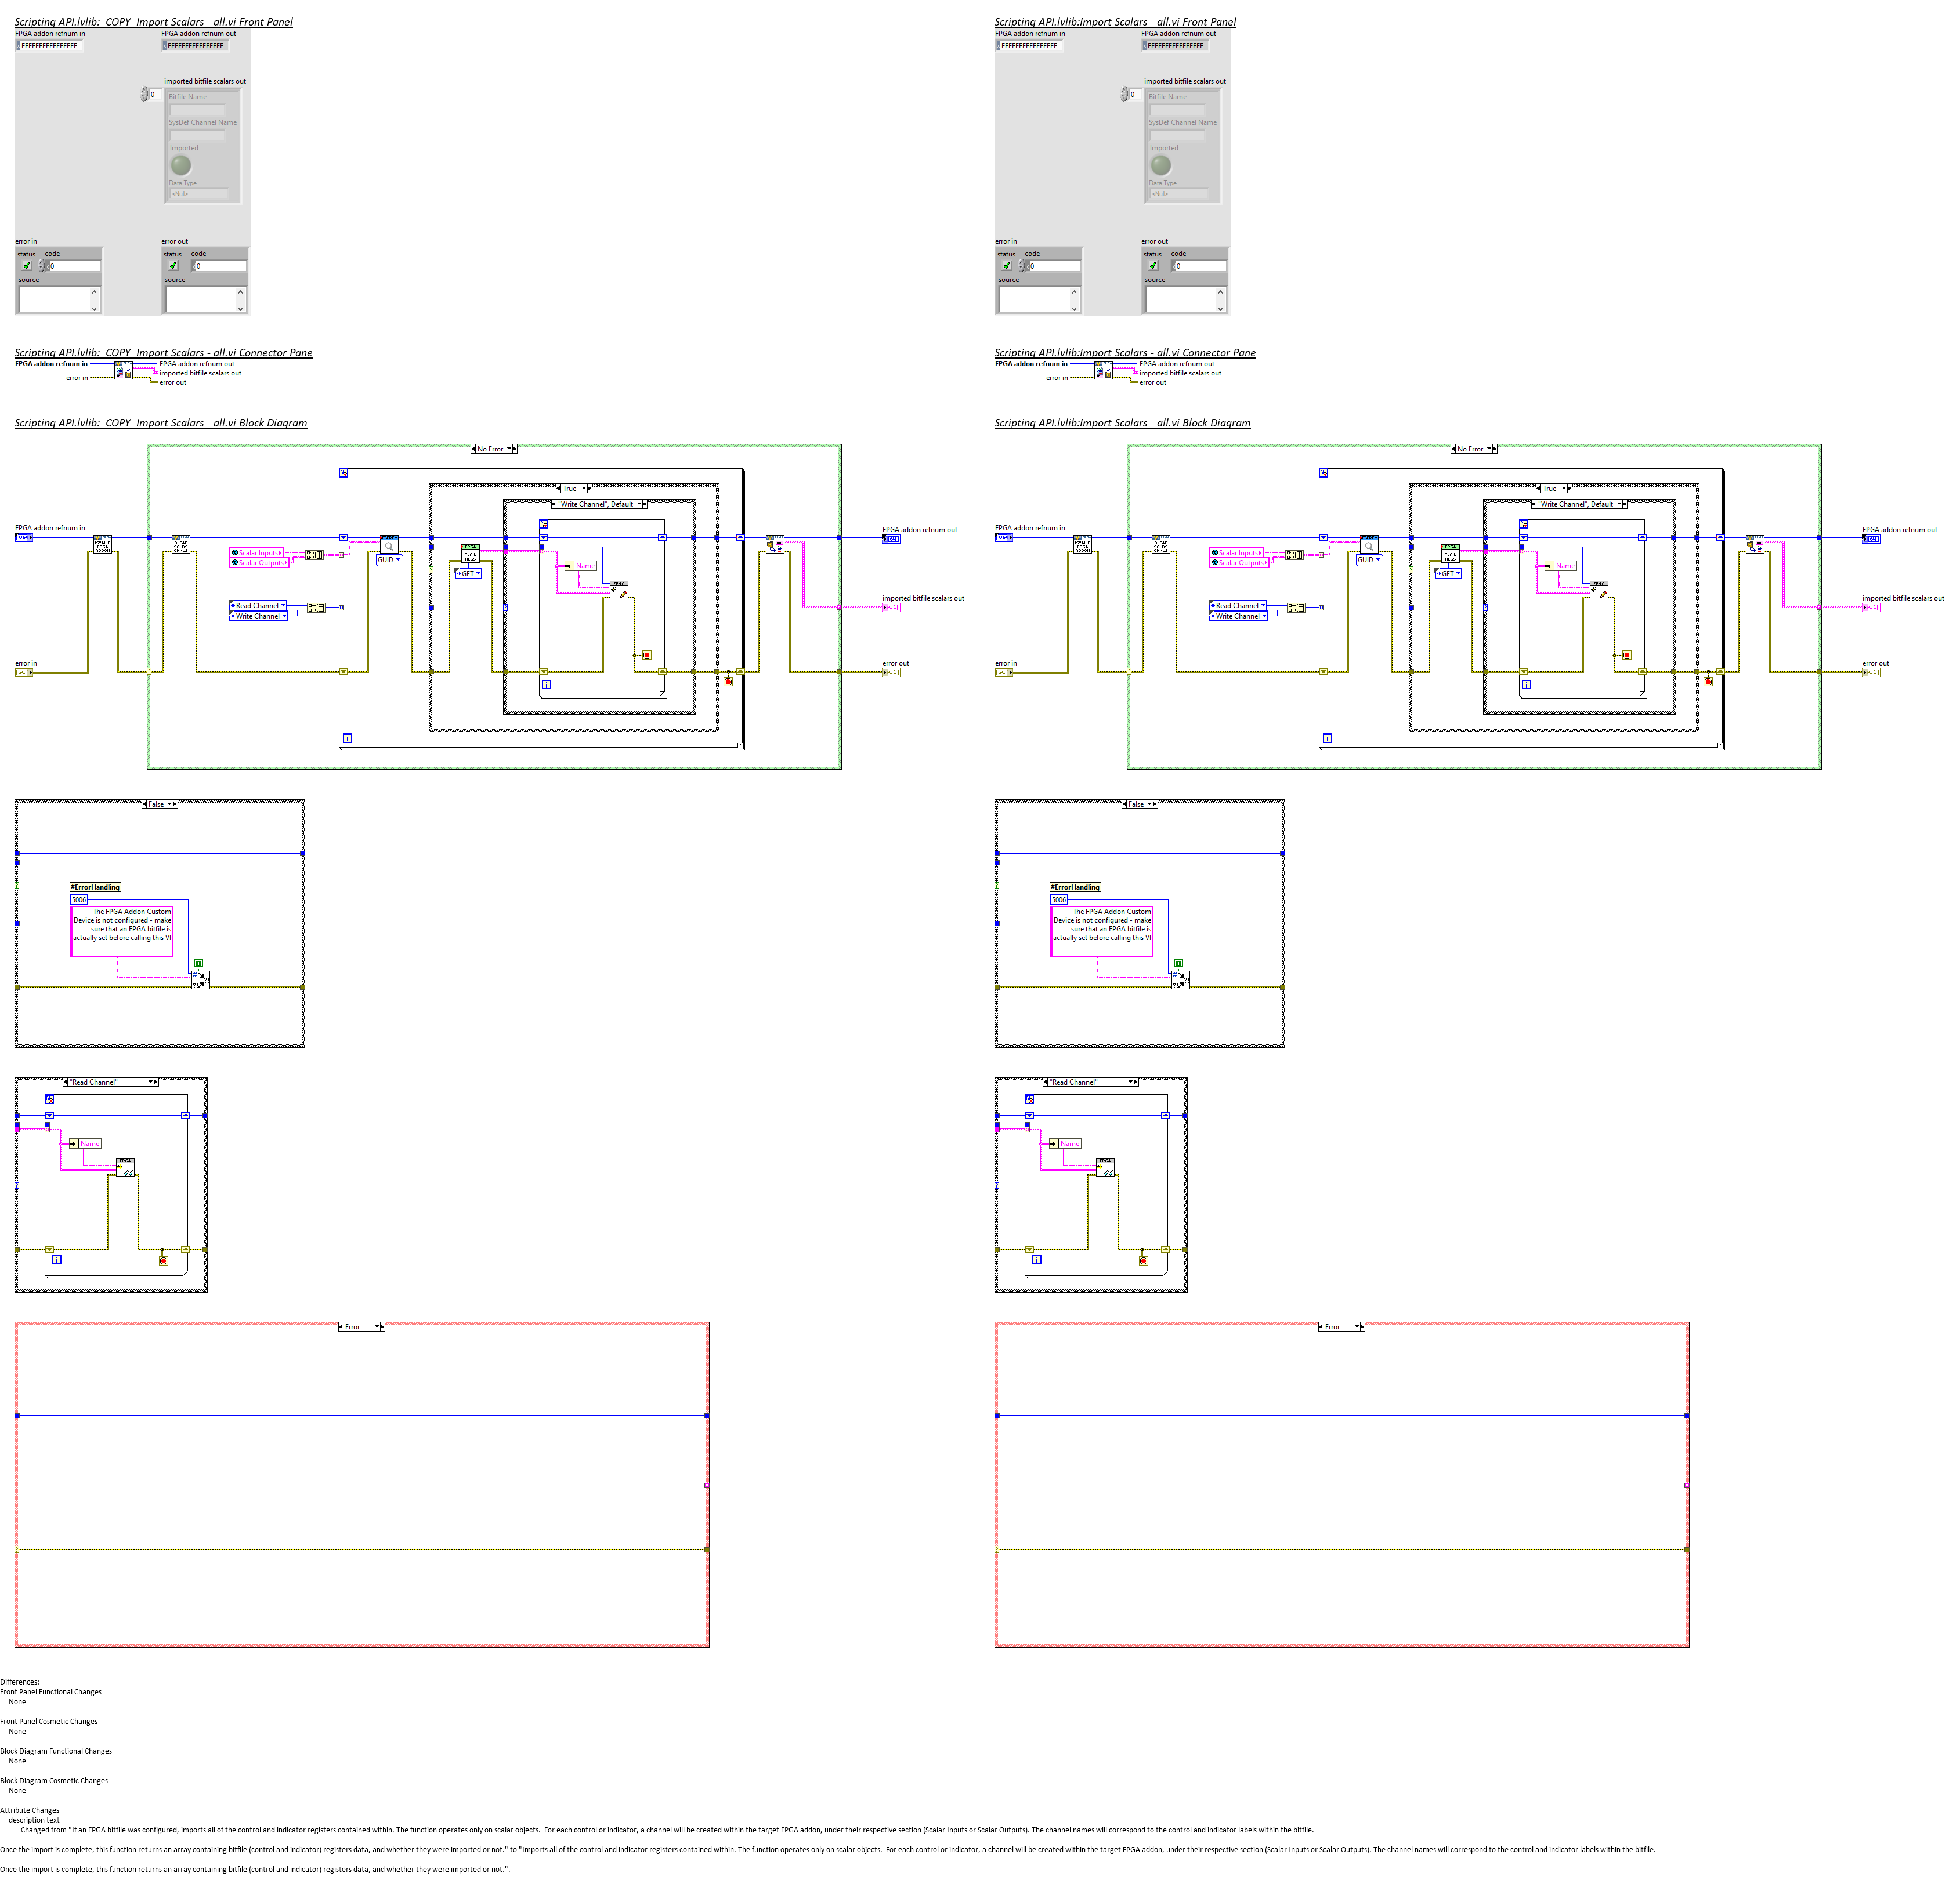 Scripting API.lvlib:_COPY_Import Scalars - all.vi Front Panel
FPGA addon refnum in
FPGA addon refnum out
FFFFFFFFFFFFFFFF
FFFFFFFFFFFFFFFF
imported bitfile scalars out
0
Bitfile Name
SysDef Channel Name
Imported
Data Type
<Null>
error in
error out
status code
0
source
status code
0
source
Scripting API.lvlib:Import Scalars - all.vi Front Panel
FPGA addon refnum in
FPGA addon refnum out
FFFFFFFFFFFFFFFF
FFFFFFFFFFFFFFFF
imported bitfile scalars out
0
Bitfile Name
SysDef Channel Name
Imported
Data Type
<Null>
error in
error out
status code
0
source
status code
0
source
Scripting API.lvlib:_COPY_Import Scalars - all.vi Connector Pane
FPGA addon refnum in
FPGA addon refnum out
imported bitfile scalars out
error in
error out
Scripting API.lvlib:Import Scalars - all.vi Connector Pane
FPGA addon refnum in
FPGA addon refnum out
imported bitfile scalars out
error in
error out
Scripting API.lvlib:_COPY_Import Scalars - all.vi Block Diagram
No Error
True
"Write Channel", Default
FPGA addon refnum in
FPGA addon refnum out
Scalar Inputs
Scalar Outputs
GUID
GET
Name
FPGA
Read Channel
Write Channel
imported bitfile scalars out
error in
error out
i
i
Scripting API.lvlib:Import Scalars - all.vi Block Diagram
No Error
True
"Write Channel", Default
FPGA addon refnum in
FPGA addon refnum out
Scalar Inputs
Scalar Outputs
GUID
GET
Name
FPGA
Read Channel
Write Channel
imported bitfile scalars out
error in
error out
i
i
False
#ErrorHandling
5006
The FPGA Addon Custom
Device is not configured - make
sure that an FPGA bitfile is
actually set before calling this VI
False
#ErrorHandling
5006
The FPGA Addon Custom
Device is not configured - make
sure that an FPGA bitfile is
actually set before calling this VI
"Read Channel"
Name
FPGA
i
"Read Channel"
Name
FPGA
i
Error
Error
Differences:
Front Panel Functional Changes
None
Front Panel Cosmetic Changes
None
Block Diagram Functional Changes
None
Block Diagram Cosmetic Changes
None
Attribute Changes
description text
Changed from "If an FPGA bitfile was configured, imports all of the control and indicator registers contained within. The function operates only on scalar objects.  For each control or indicator, a channel will be created within the target FPGA addon, under their respective section (Scalar Inputs or Scalar Outputs). The channel names will correspond to the control and indicator labels within the bitfile.
Once the import is complete, this function returns an array containing bitfile (control and indicator) registers data, and whether they were imported or not." to "Imports all of the control and indicator registers contained within. The function operates only on scalar objects.  For each control or indicator, a channel will be created within the target FPGA addon, under their respective section (Scalar Inputs or Scalar Outputs). The channel names will correspond to the control and indicator labels within the bitfile.
Once the import is complete, this function returns an array containing bitfile (control and indicator) registers data, and whether they were imported or not.".